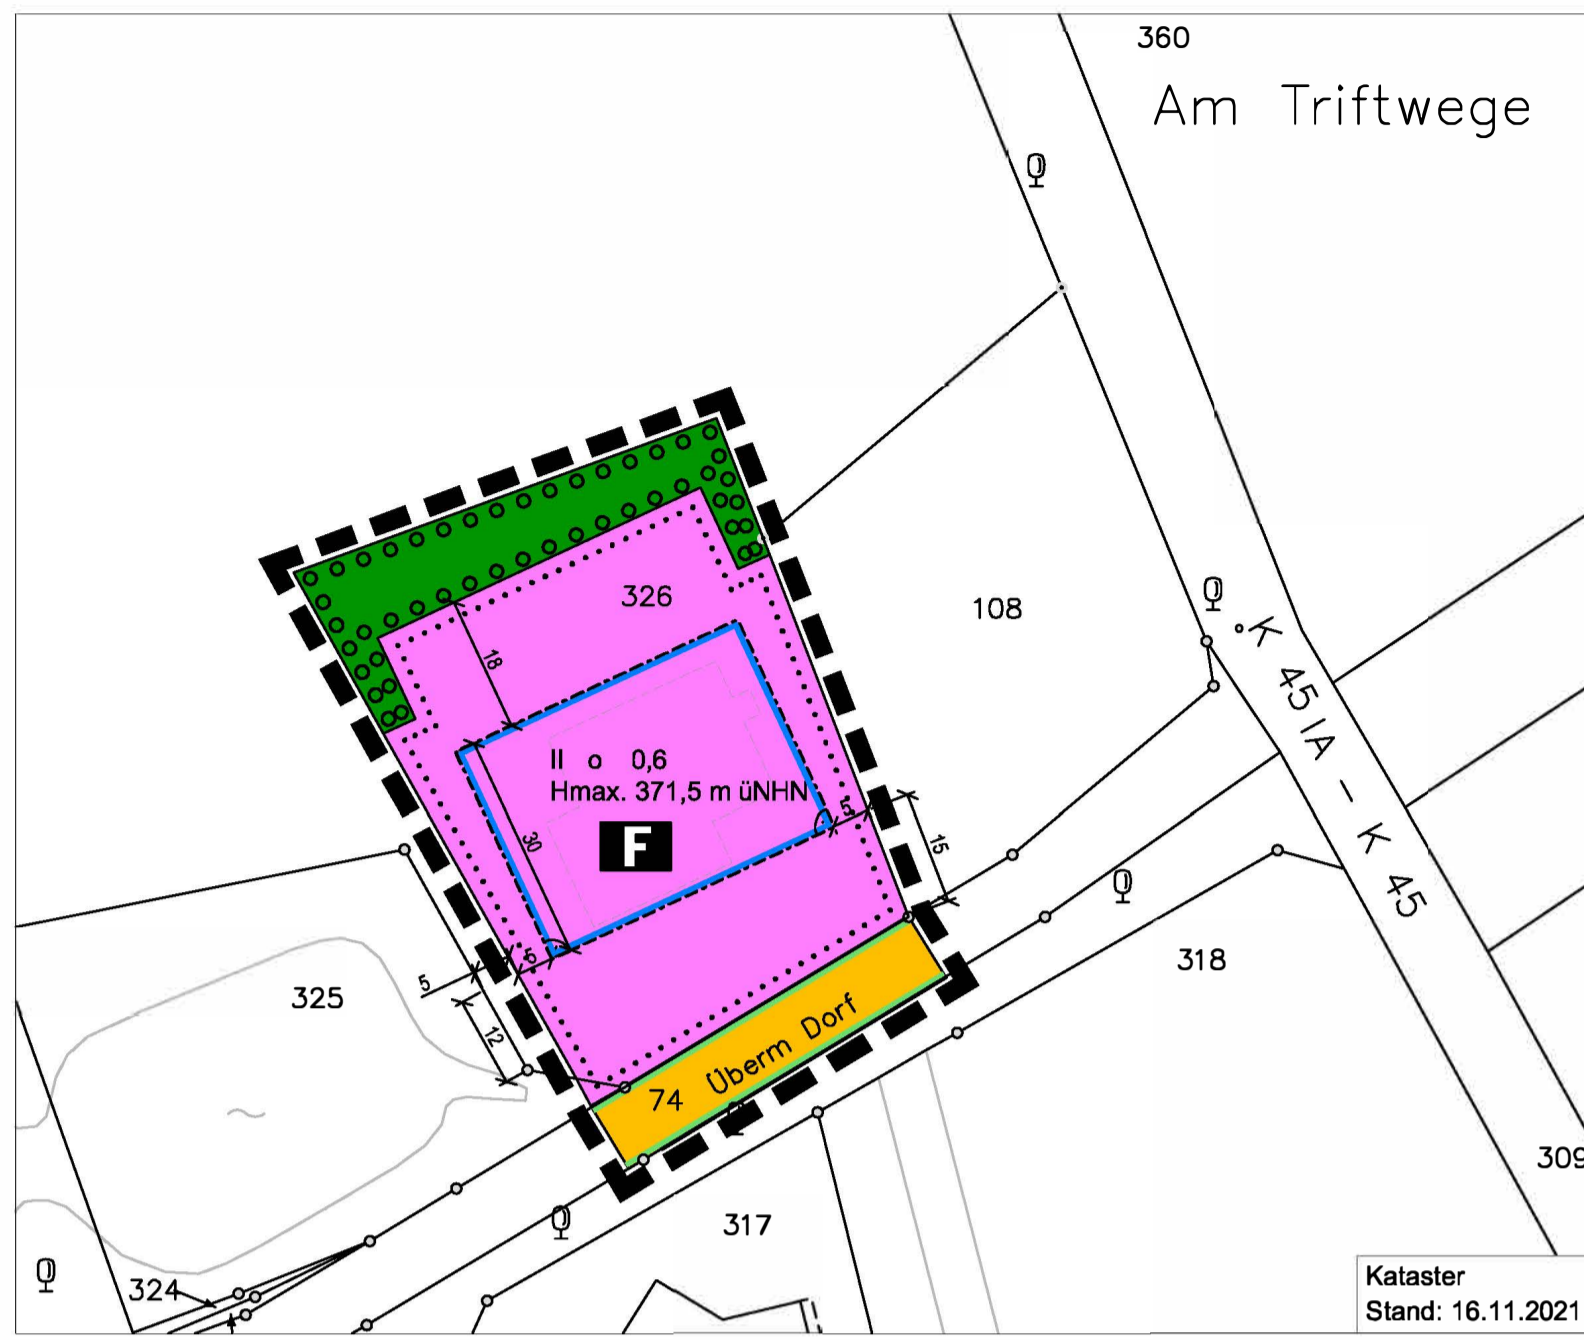 360
Am Triftwege
326
108
18
II o 0,6
Hmax. 371,5 m üNHN
30
F
5
15
K 45
IA - K 45
5
5
12
325
318
74 Überm Dorf
317
309
324
Kataster
Stand: 16.11.2021